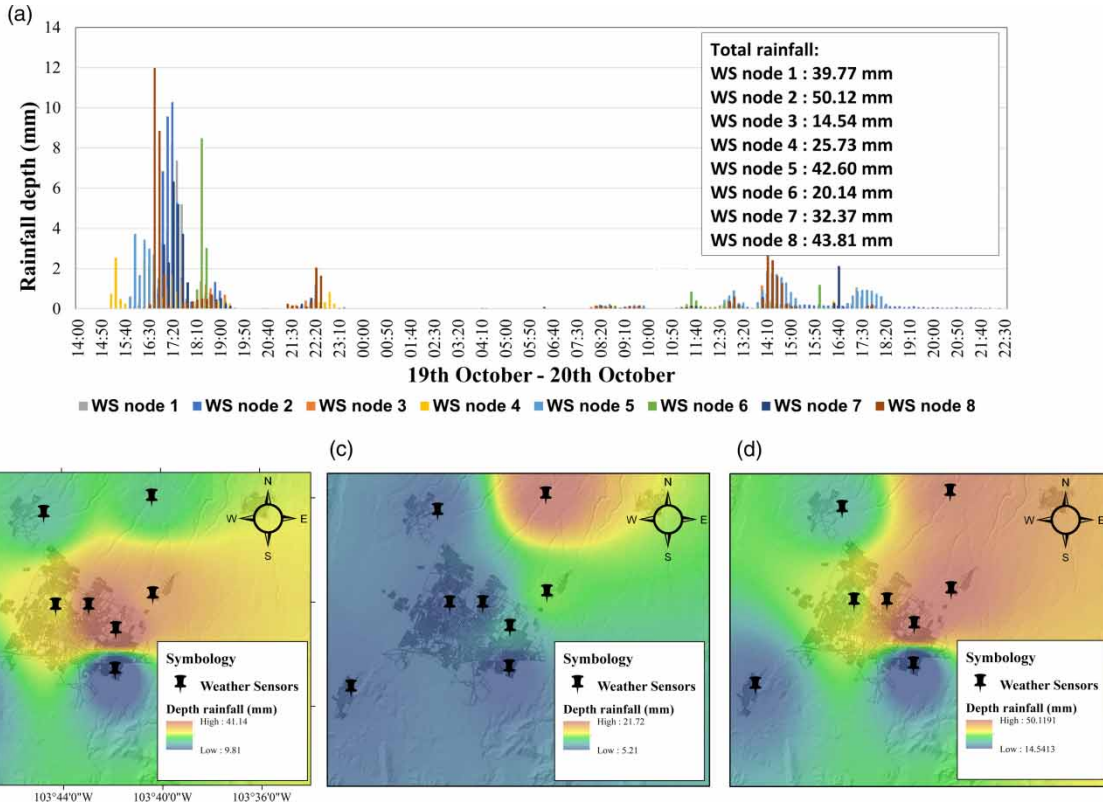 (a)
14
12
10
8
6
4
2
0
Rainfall depth (mm)
Total rainfall:
WS node 1 : 39.77 mm
WS node 2 : 50.12 mm
WS node 3 : 14.54 mm
WS node 4 : 25.73 mm
WS node 5 : 42.60 mm
WS node 6 : 20.14 mm
WS node 7 : 32.37 mm
WS node 8 : 43.81 mm
14:00 14:50 15:40 16:30 17:20 18:10 19:00 19:50 20:40 21:30 22:20 23:10 00:00 00:50 01:40 02:30 03:20 04:10 05:00 05:50 06:40 07:30 08:20 09:10 10:00 10:50 11:40 12:30 13:20 14:10 15:00 15:50 16:40 17:30 18:20 19:10 20:00 20:50 21:40 22:30
19th October - 20th October
WS node 1 WS node 2 WS node 3 WS node 4 WS node 5 WS node 6 WS node 7 WS node 8
(c)
(d)
N
W E
S
Symbology
Weather Sensors
Depth rainfall (mm)
High : 41.14
Low : 9.81
103°44'0"W 103°40'0"W 103°36'0"W
N
W E
S
Symbology
Weather Sensors
Depth rainfall (mm)
High : 21.72
Low : 5.21
N
W E
S
Symbology
Weather Sensors
Depth rainfall (mm)
High : 50.1191
Low : 14.5413